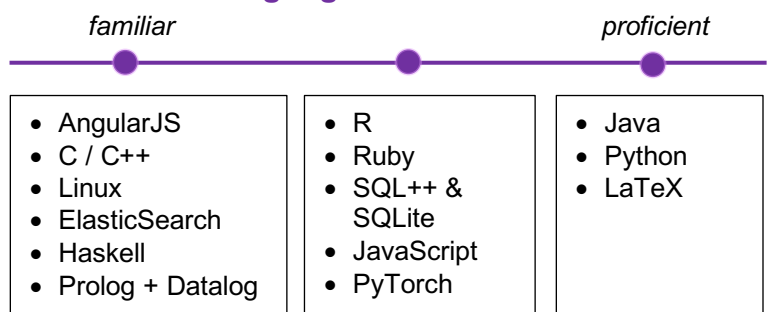 familiar
proficient
• AngularJS
• C / C++
• Linux
• ElasticSearch
• Haskell
• Prolog + Datalog
• R
• Ruby
• SQL++ &
SQLite
• JavaScript
• PyTorch
• Java
• Python
• LaTeX